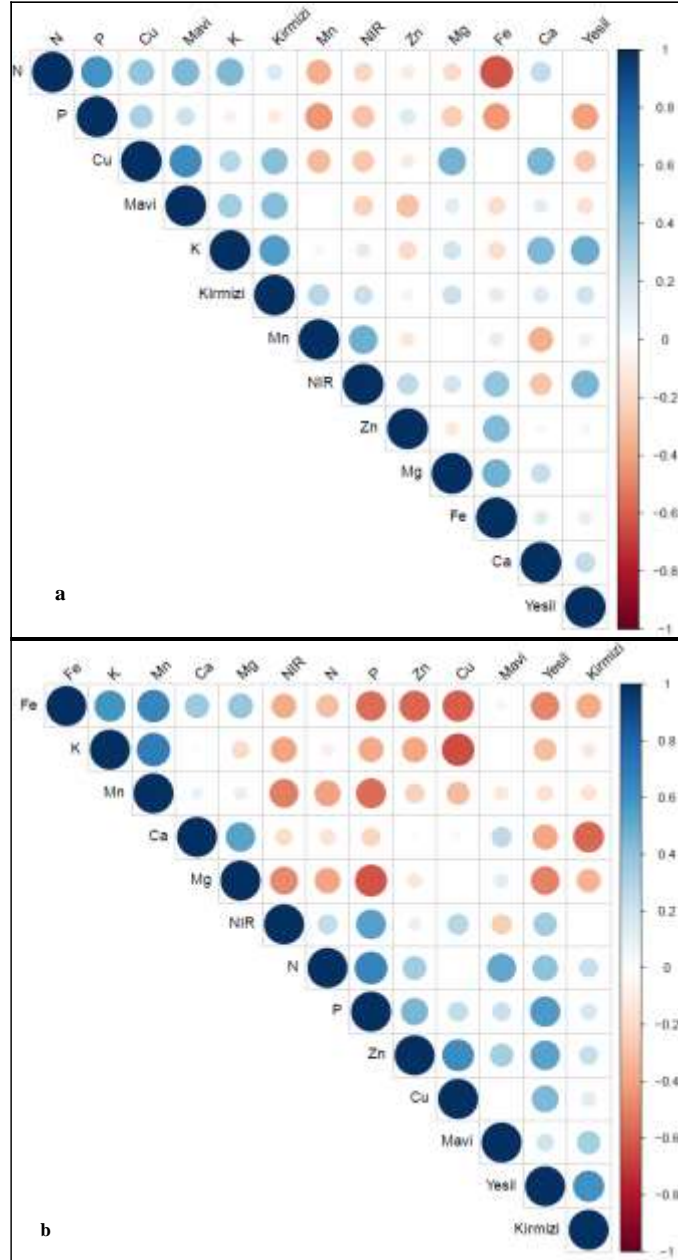 N P Cu Mavi K Kirmizi Mn NIR Zn Mg Fe Ca Yesil
N
P
Cu
Mavi
K
Kirmizi
Mn
NIR
Zn
Mg
Fe
Ca
Yesil
1
0.8
0.6
0.4
0.2
0
-0.2
-0.4
-0.6
-0.8
-1
a
Fe K Mn Ca Mg NIR N P Zn Cu Mavi Yesil Kirmizi
Fe
K
Mn
Ca
Mg
NIR
N
P
Zn
Cu
Mavi
Yesil
Kirmizi
1
0.8
0.6
0.4
0.2
0
-0.2
-0.4
-0.6
-0.8
-1
b